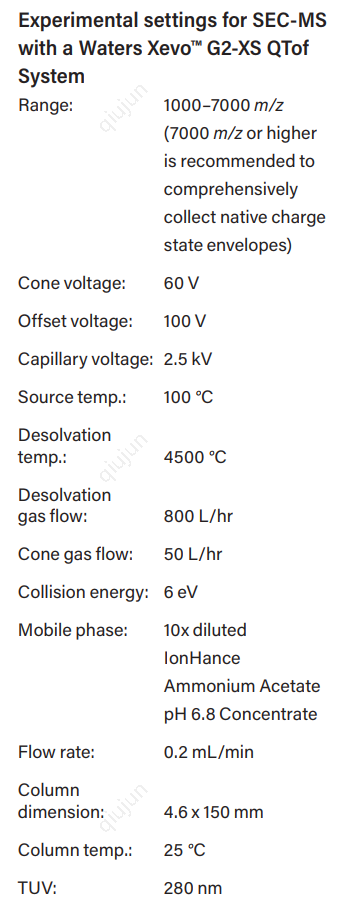 Experimental settings for SEC-MS
with a Waters Xevo™ G2-XS QTof
System
Range: 1000–7000 m/z
(7000 m/z or higher
is recommended to
comprehensively
collect native charge
state envelopes)
Cone voltage: 60 V
Offset voltage: 100 V
Capillary voltage: 2.5 kV
Source temp.: 100 °C
Desolvation
temp.: 4500 °C
Desolvation
gas flow: 800 L/hr
Cone gas flow: 50 L/hr
Collision energy: 6 eV
Mobile phase: 10x diluted
IonHance
Ammonium Acetate
pH 6.8 Concentrate
Flow rate: 0.2 mL/min
Column
dimension: 4.6 x 150 mm
Column temp.: 25 °C
TUV: 280 nm
qiujun
qiujun
qiujun